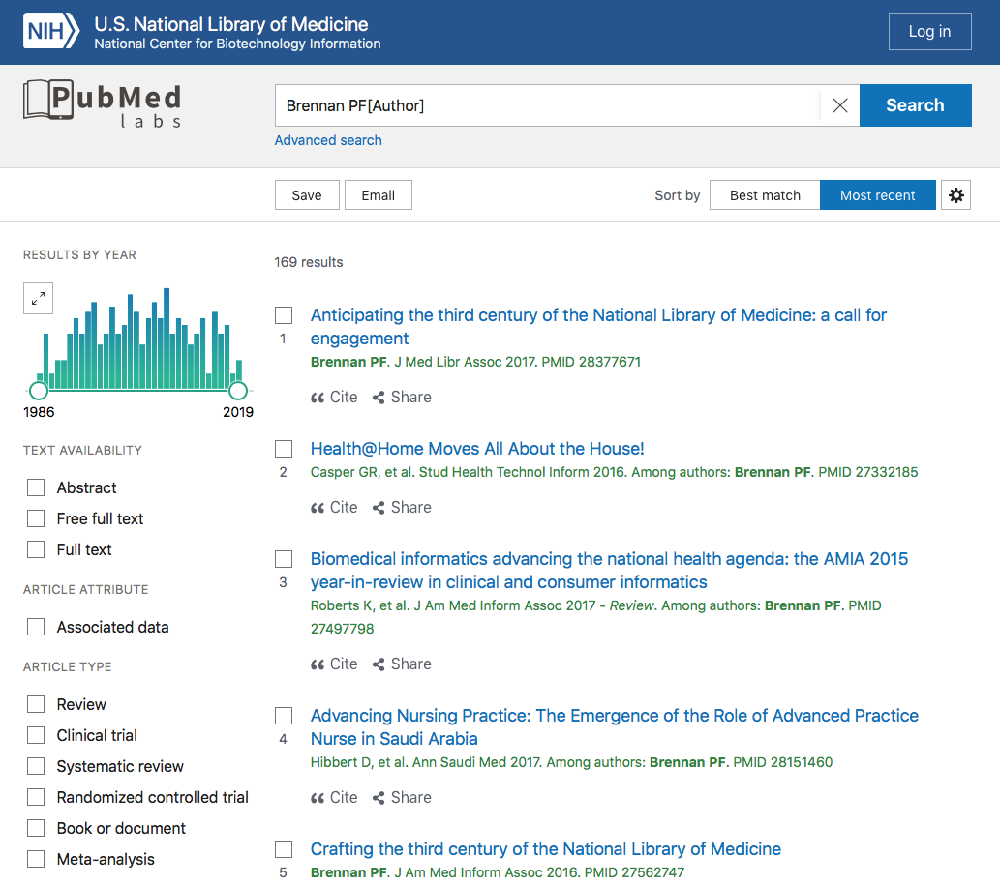 NIH
U.S. National Library of Medicine
National Center for Biotechnology Information
Log in
PubMed
labs
Brennan PF[Author]
Search
Advanced search
Save
Email
Sort by
Best match
Most recent
RESULTS BY YEAR
1986
2019
TEXT AVAILABILITY
Abstract
Free full text
Full text
ARTICLE ATTRIBUTE
Associated data
ARTICLE TYPE
Review
Clinical trial
Systematic review
Randomized controlled trial
Book or document
Meta-analysis
169 results
1
Anticipating the third century of the National Library of Medicine: a call for
engagement
Brennan PF. J Med Libr Assoc 2017. PMID 28377671
Cite Share
2
Health@Home Moves All About the House!
Casper GR, et al. Stud Health Technol Inform 2016. Among authors: Brennan PF. PMID 27332185
Cite Share
3
Biomedical informatics advancing the national health agenda: the AMIA 2015
year-in-review in clinical and consumer informatics
Roberts K, et al. J Am Med Inform Assoc 2017 - Review. Among authors: Brennan PF. PMID
27497798
Cite Share
4
Advancing Nursing Practice: The Emergence of the Role of Advanced Practice
Nurse in Saudi Arabia
Hibbert D, et al. Ann Saudi Med 2017. Among authors: Brennan PF. PMID 28151460
Cite Share
5
Crafting the third century of the National Library of Medicine
Brennan PF. J Am Med Inform Assoc 2016. PMID 27562747